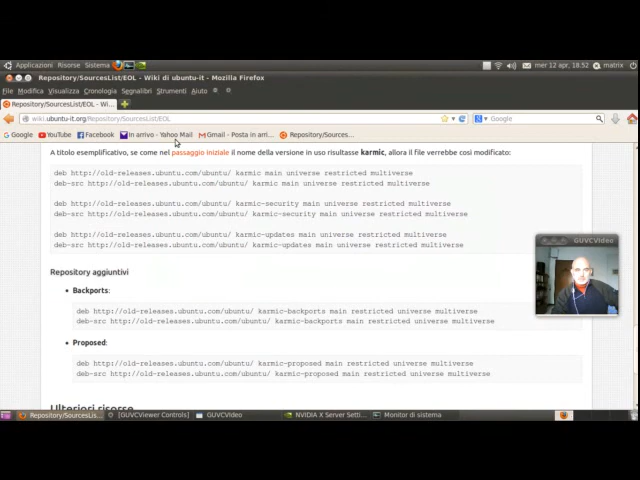 Applicazioni Risorse Sistema mer 12 apr, 18.52 matrix
Repository/SourcesList/EOL - Wiki di ubuntu-it - Mozilla Firefox
File Modifica Visualizza Cronologia Segnalibri Strumenti Aiuto
Repository/SourcesList/EOL - Wi...
wiki.ubuntu-it.org/Repository/SourcesList/EOL Google
Google YouTube Facebook In arrivo - Yahoo Mail Gmail - Posta in arri... Repository/Sources...
A titolo esemplificativo, se come nel passaggio iniziale il nome della versione in uso risultasse karmic, allora il file verrebbe così modificato:
deb http://old-releases.ubuntu.com/ubuntu/ karmic main universe restricted multiverse
deb-src http://old-releases.ubuntu.com/ubuntu/ karmic main universe restricted multiverse
deb http://old-releases.ubuntu.com/ubuntu/ karmic-security main universe restricted multiverse
deb-src http://old-releases.ubuntu.com/ubuntu/ karmic-security main universe restricted multiverse
deb http://old-releases.ubuntu.com/ubuntu/ karmic-updates main universe restricted multiverse
deb-src http://old-releases.ubuntu.com/ubuntu/ karmic-updates main universe restricted multiverse
GUVCVideo
Repository aggiuntivi
Backports:
deb http://old-releases.ubuntu.com/ubuntu/ karmic-backports main restricted universe multiverse
deb-src http://old-releases.ubuntu.com/ubuntu/ karmic-backports main restricted universe multiverse
Proposed:
deb http://old-releases.ubuntu.com/ubuntu/ karmic-proposed main restricted universe multiverse
deb-src http://old-releases.ubuntu.com/ubuntu/ karmic-proposed main restricted universe multiverse
Ulteriori risorse
Repository/SourcesLis... [GUVCViewer Controls] GUVCVideo NVIDIA X Server Setti... Monitor di sistema